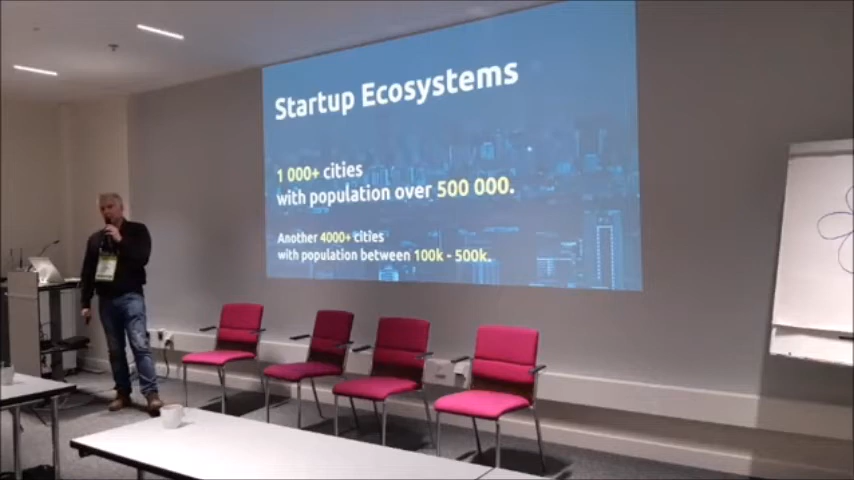 Startup Ecosystems
1 000+ cities
with population over 500 000.
Another 4000+ cities
with population between 100k - 500k.